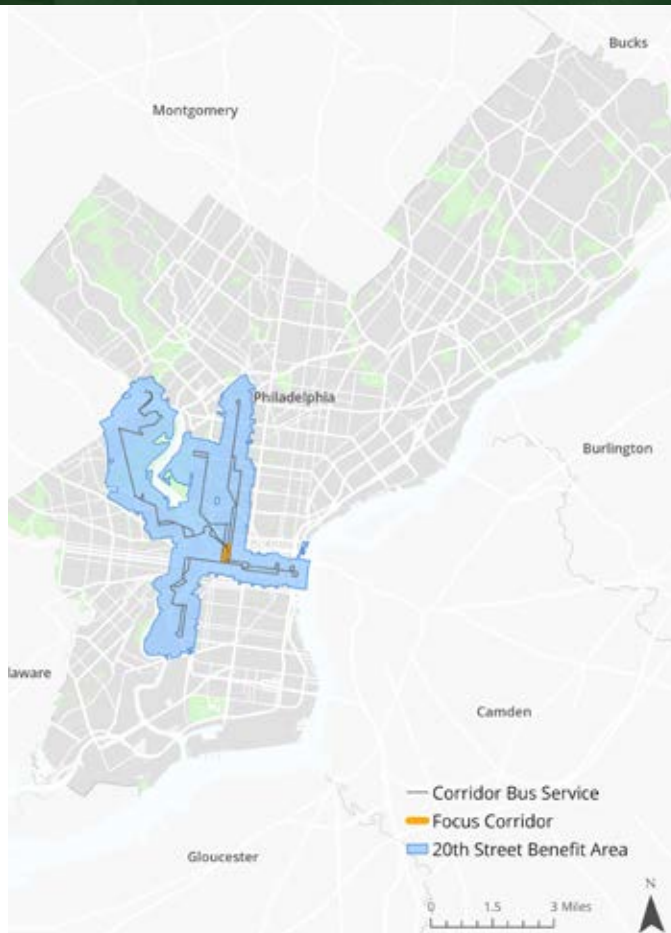 Bucks
Montgomery
Philadelphia
Burlington
laware
Camden
Corridor Bus Service
Focus Corridor
20th Street Benefit Area
Gloucester
N
0 1.5 3 Miles